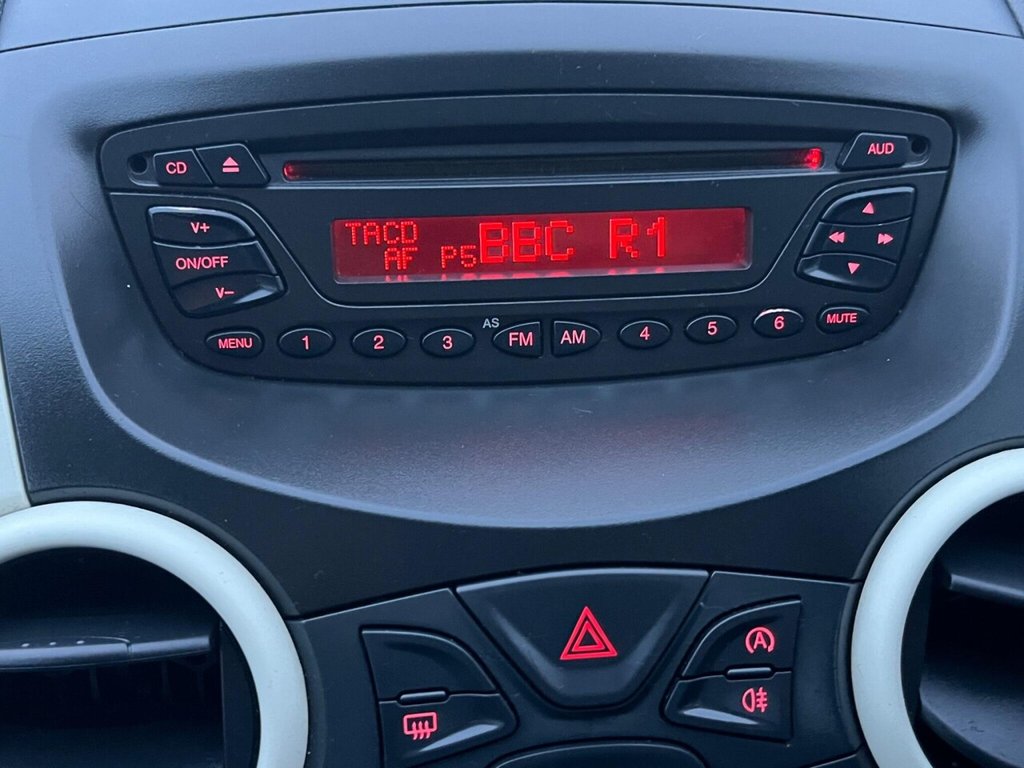 CD
AUD
V+
ON/OFF
V–
TACD
AF P5 BBC R1
MENU 1 2 3 AS FM AM 4 5 6 MUTE
A